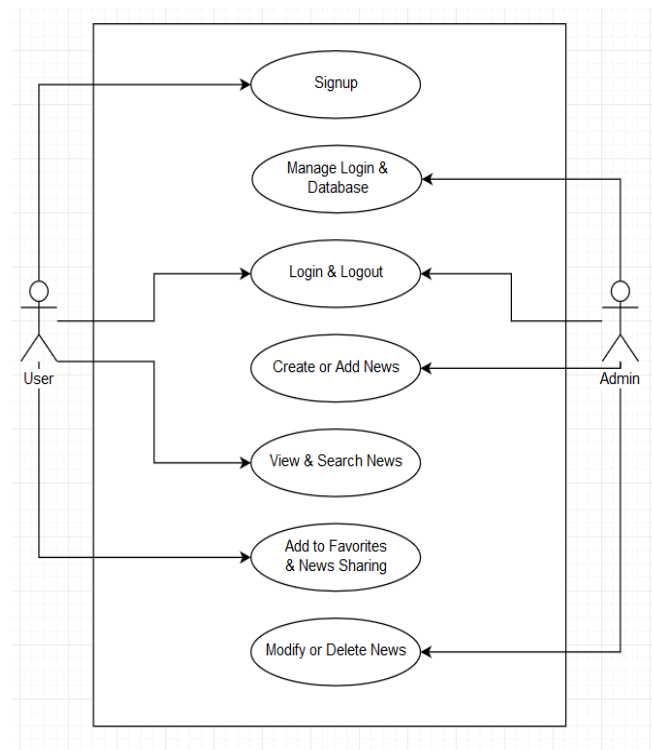 Signup
Manage Login &
Database
Login & Logout
Create or Add News
User
Admin
View & Search News
Add to Favorites
& News Sharing
Modify or Delete News